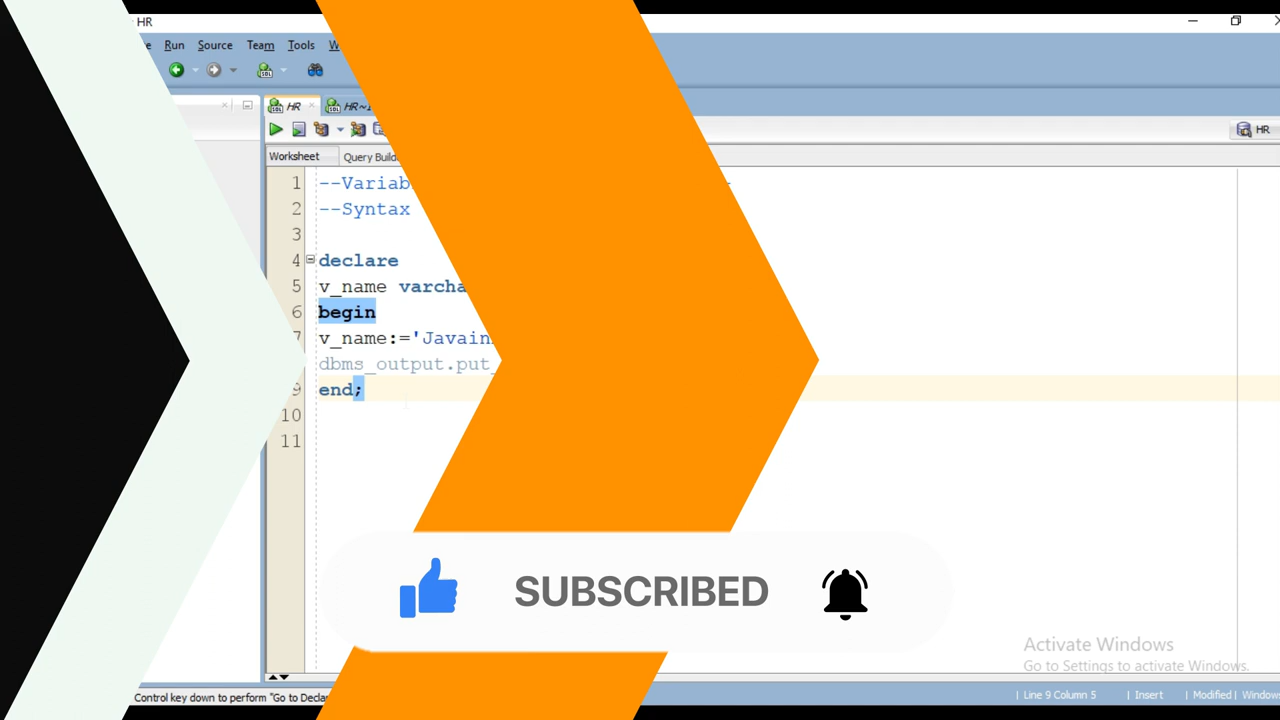 HR
Run Source Team Tools
HR HR~
HR
Worksheet Query Builde
1 --Variab
2 --Syntax
3
4 declare
5 v_name varcha
6 begin
7 v_name:='Javain
dbms_output.put_
9 end;
10
11
SUBSCRIBED
Activate Windows
Go to Settings to activate Windows.
Control key down to perform "Go to Decla
Line 9 Column 5 Insert Modified Window